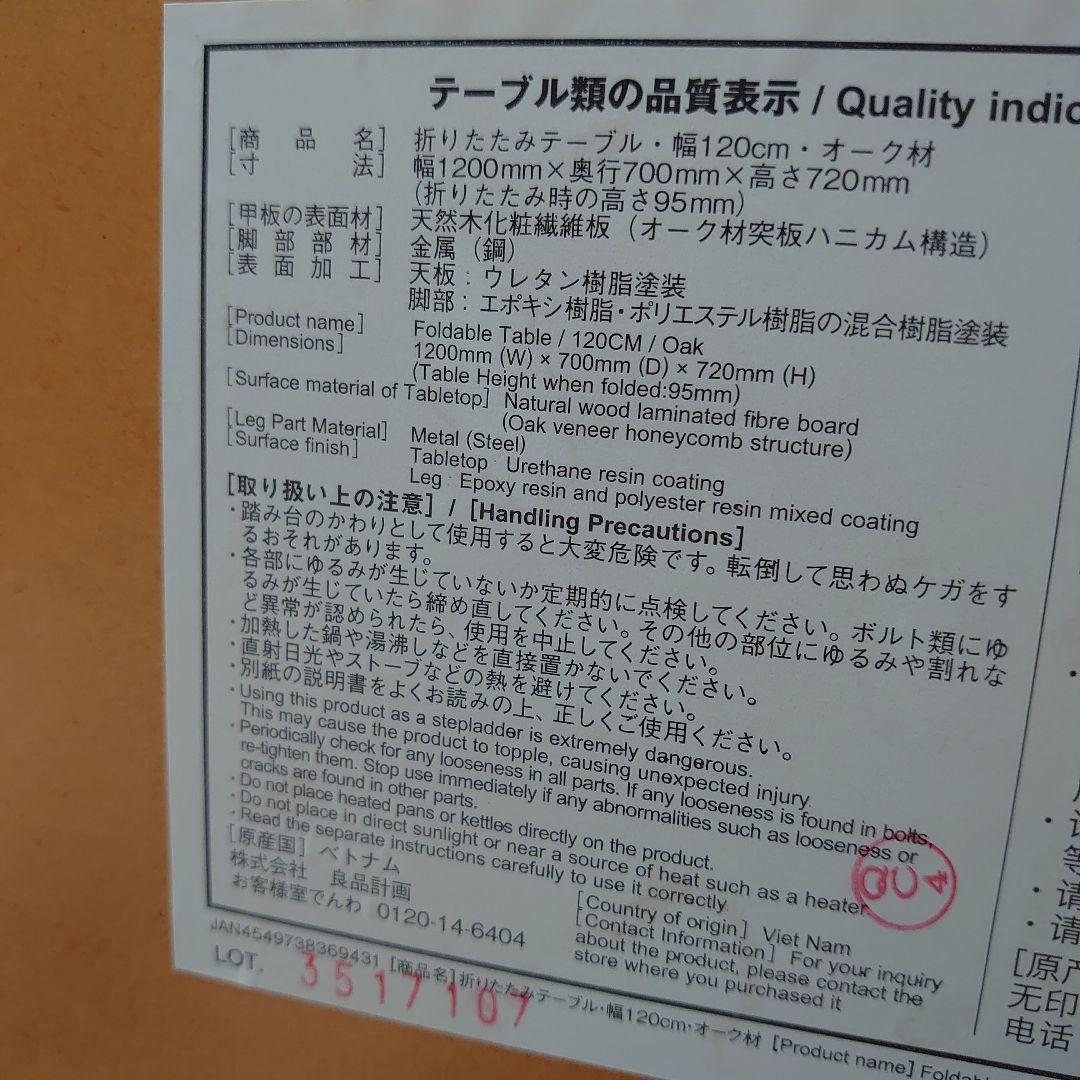 テーブル類の品質表示 / Quality indic
[商品名] 折りたたみテーブル・幅120cm・オーク材
[寸法] 幅1200mm×奥行700mm×高さ720mm
(折りたたみ時の高さ95mm)
[甲板の表面材] 天然木化粧繊維板（オーク材突板ハニカム構造）
[脚部部材] 金属（鋼）
[表面加工] 天板：ウレタン樹脂塗装
脚部：エポキシ樹脂・ポリエステル樹脂の混合樹脂塗装
[Product name] Foldable Table / 120CM / Oak
[Dimensions] 1200mm (W) × 700mm (D) × 720mm (H)
(Table Height when folded:95mm)
[Surface material of Tabletop] Natural wood laminated fibre board
(Oak veneer honeycomb structure)
[Leg Part Material] Metal (Steel)
[Surface finish] Tabletop : Urethane resin coating
Leg : Epoxy resin and polyester resin mixed coating
[取り扱い上の注意] / [Handling Precautions]
・踏み台のかわりとして使用すると大変危険です。転倒して思わぬケガをす
るおそれがあります。
・各部にゆるみが生じていないか定期的に点検してください。ボルト類にゆ
るみが生じていたら締め直してください。その他の部位にゆるみや割れな
ど異常が認められたら、使用を中止してください。
・加熱した鍋や湯沸しなどを直接置かないでください。
・直射日光やストーブなどの熱を避けてください。
・別紙の説明書をよくお読みの上、正しくご使用ください。
・Using this product as a stepladder is extremely dangerous.
This may cause the product to topple, causing unexpected injury.
・Periodically check for any looseness in all parts. If any looseness is found in bolts,
re-tighten them. Stop use immediately if any abnormalities such as looseness or
cracks are found in other parts.
・Do not place heated pans or kettles directly on the product.
・Do not place in direct sunlight or near a source of heat such as a heater.
・Read the separate instructions carefully to use it correctly.
[原産国] ベトナム
株式会社 良品計画
お客様室でんわ 0120-14-6404
[Country of origin] Viet Nam
[Contact Information] For your inquiry
about the product, please contact the
store where you purchased it
QC 4
JAN4549738369431 [商品名]折りたたみテーブル・幅120cm・オーク材 [Product name] Folda
LOT. 3517107
・
等
・请
・请
[原产
无印
电话